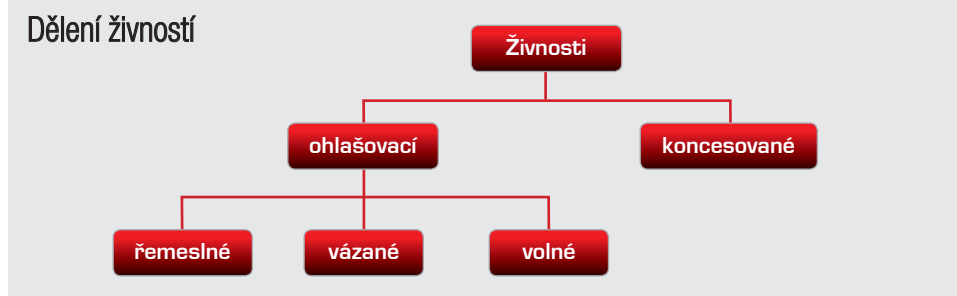 Dělení živností
Živnosti
ohlašovací
koncesované
řemeslné
vázané
volné